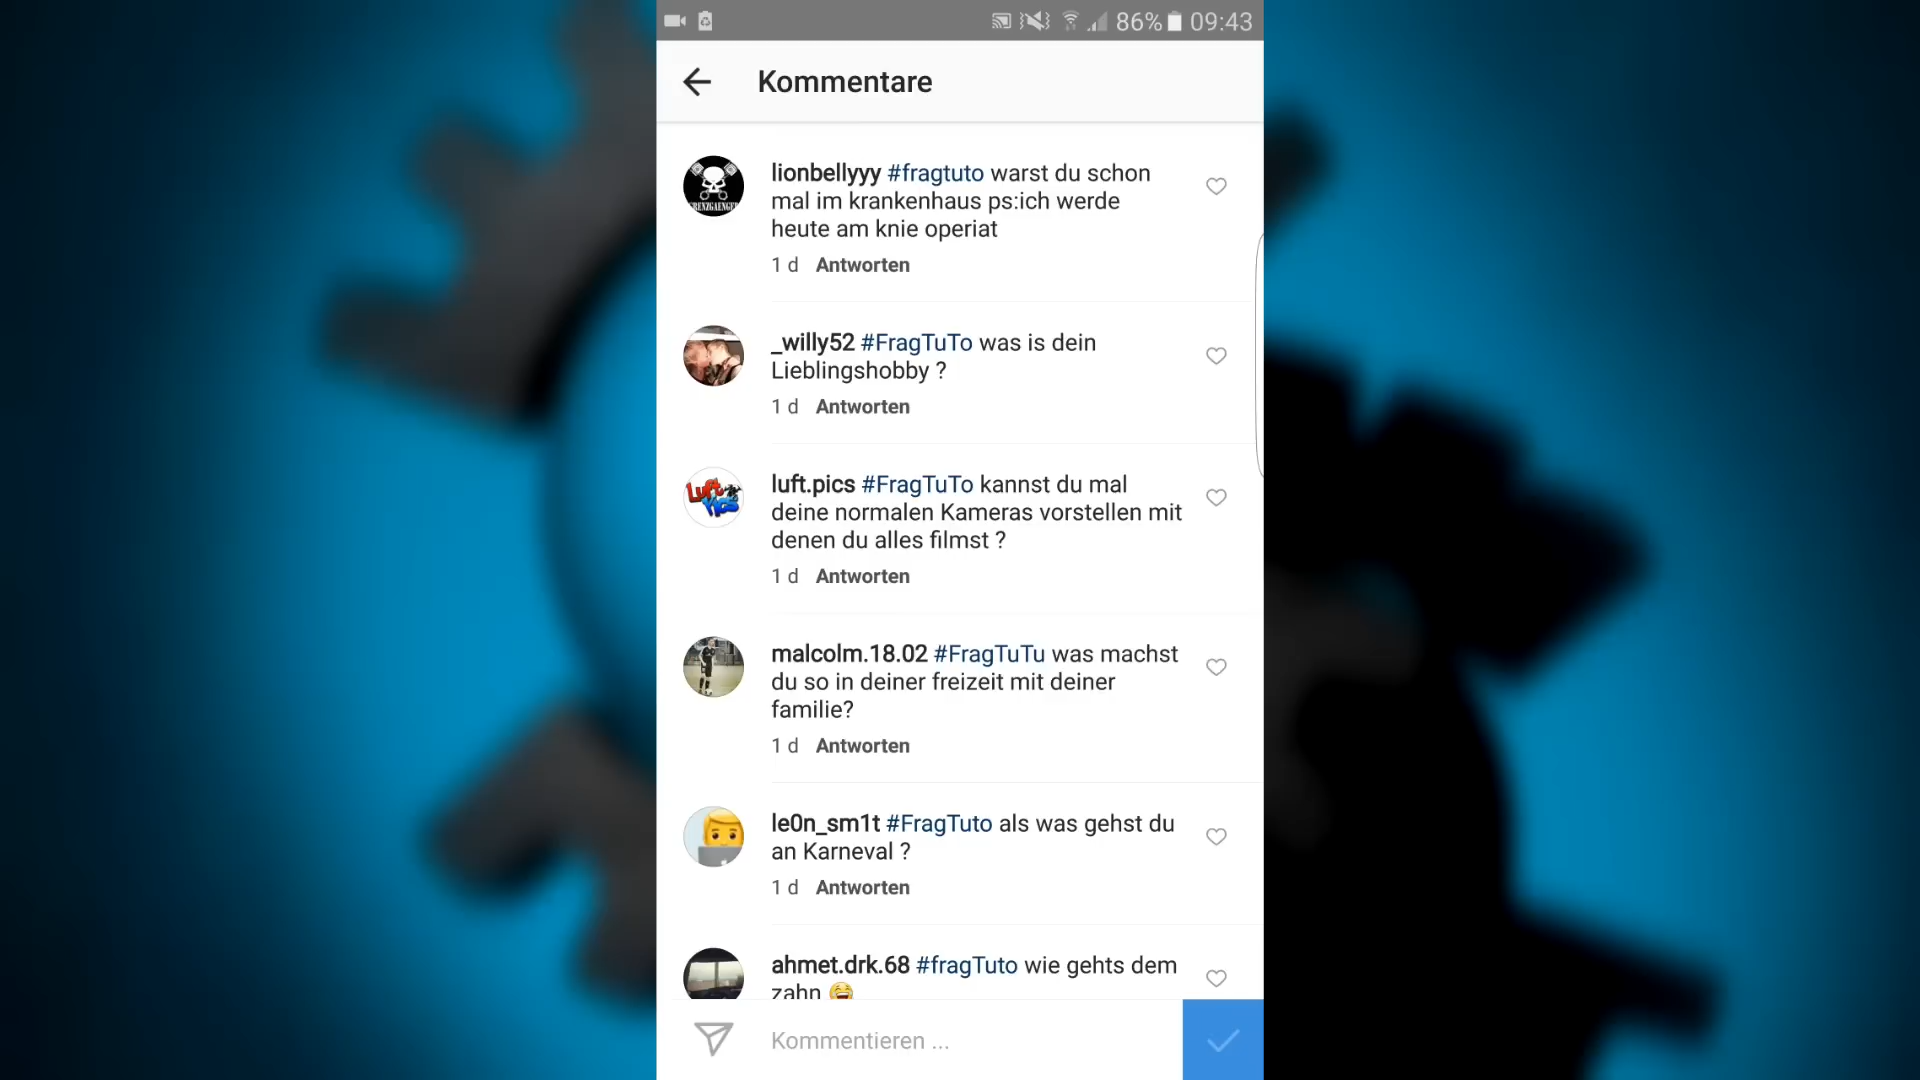 86% 09:43
Kommentare
lionbellyyy #fragtuto warst du schon
mal im krankenhaus ps:ich werde
heute am knie operiat
1 d Antworten
_willy52 #FragTuTo was is dein
Lieblingshobby ?
1 d Antworten
luft.pics #FragTuTo kannst du mal
deine normalen Kameras vorstellen mit
denen du alles filmst ?
1 d Antworten
malcolm.18.02 #FragTuTu was machst
du so in deiner freizeit mit deiner
familie?
1 d Antworten
le0n_sm1t #FragTuto als was gehst du
an Karneval ?
1 d Antworten
ahmet.drk.68 #fragTuto wie gehts dem
zahn 😂
Kommentieren ...